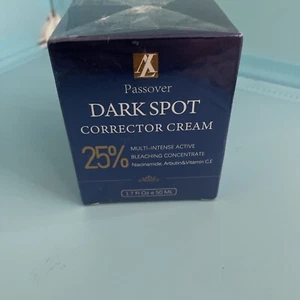 Passover
DARK SPOT
CORRECTOR CREAM
25% MULTI-INTENSE ACTIVE
BLEACHING CONCENTRATE
Niacinamide, Arbutin&Vitamin C.E
1.7 fl Oz e 50 ML